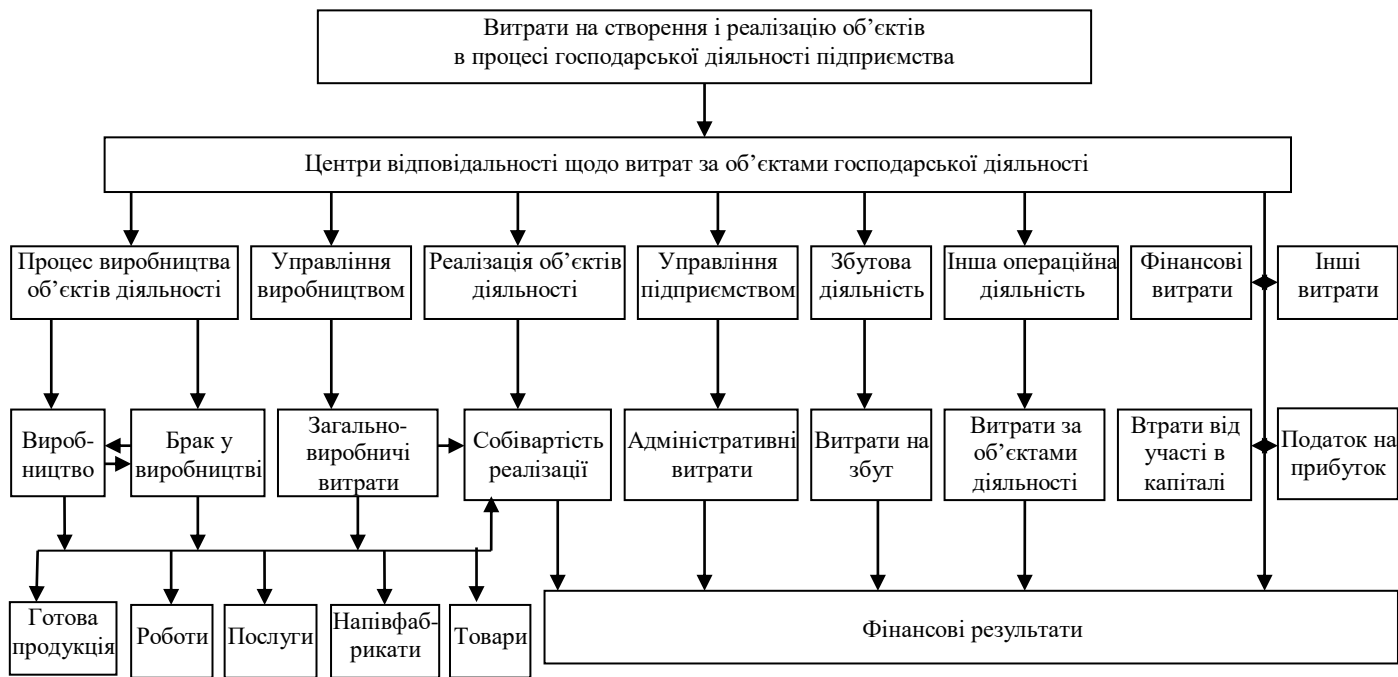 Витрати на створення і реалізацію об’єктів
в процесі господарської діяльності підприємства
Центри відповідальності щодо витрат за об’єктами господарської діяльності
Процес виробництва
об’єктів діяльності
Управління
виробництвом
Реалізація об’єктів
діяльності
Управління
підприємством
Збутова
діяльність
Інша операційна
діяльність
Фінансові
витрати
Інші
витрати
Вироб-
ництво
Брак у
виробництві
Загально-
виробничі
витрати
Собівартість
реалізації
Адміністративні
витрати
Витрати на
збут
Витрати за
об’єктами
діяльності
Втрати від
участі в
капіталі
Податок на
прибуток
Готова
продукція
Роботи
Послуги
Напівфаб-
рикати
Товари
Фінансові результати